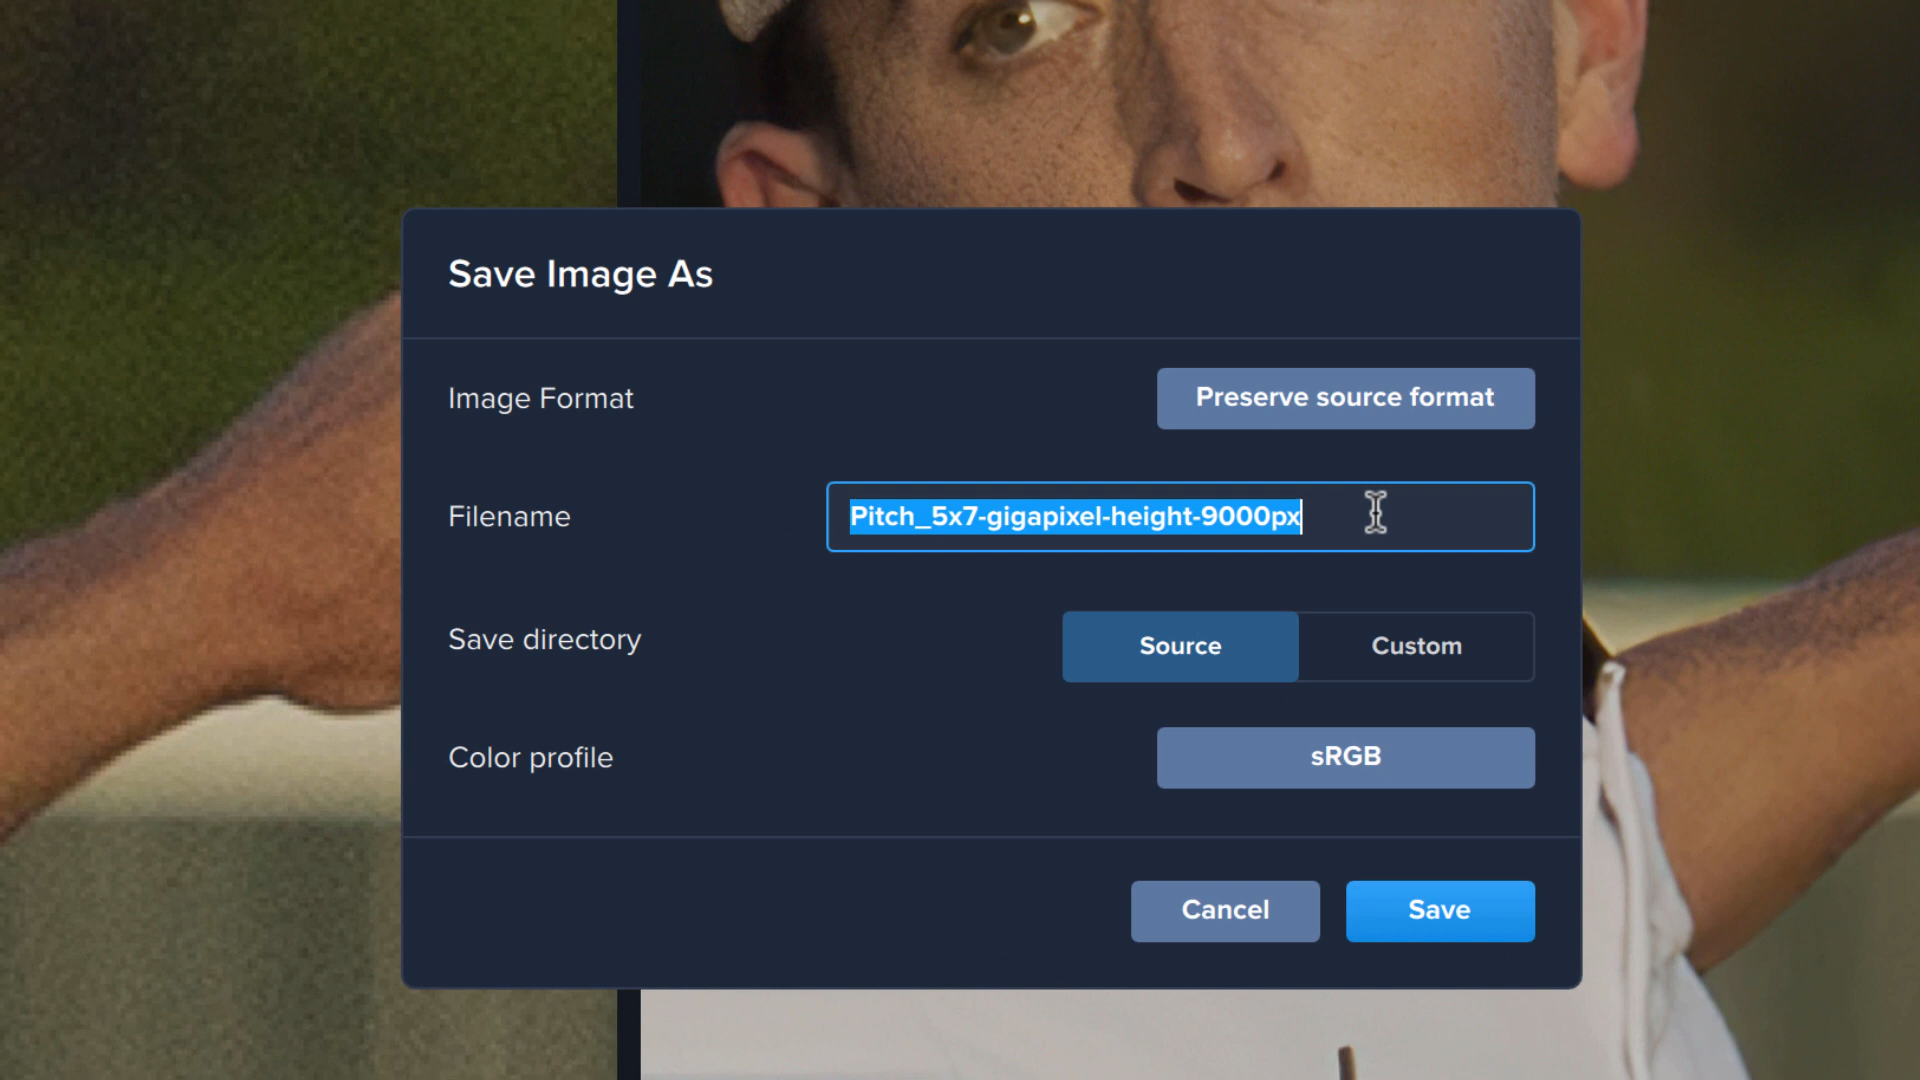 Save Image As
Image Format
Preserve source format
Filename
Pitch_5x7-gigapixel-height-9000px
Save directory
Source
Custom
Color profile
sRGB
Cancel
Save